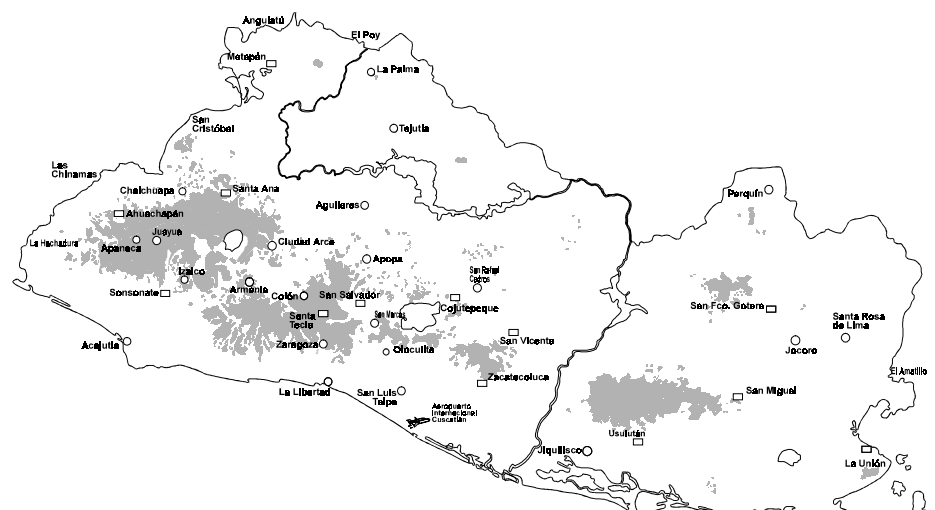 Anguiatú
El Poy
Metapán
La Palma
San
Cristóbal
Tejutla
Las
Chinamas
Chalchuapa
Santa Ana
Perquín
Aguilares
Ahuachapán
Juayua
La Hachadura
Apaneca
Ciudad Arce
Apopa
Izalco
San Rafael
Cedros
Armenia
Sonsonate
Colón
San Salvador
Cojutepeque
San Fco. Gotera
Santa
Tecla
San Marcos
Santa Rosa
de Lima
Acajutla
Zaragoza
Olocuilta
San Vicente
Jocoro
El Amatillo
Zacatecoluca
La Libertad
San Luis
Talpa
San Miguel
Aeropuerto
Internacional
Cuscatlán
Usulután
Jiquilisco
La Unión